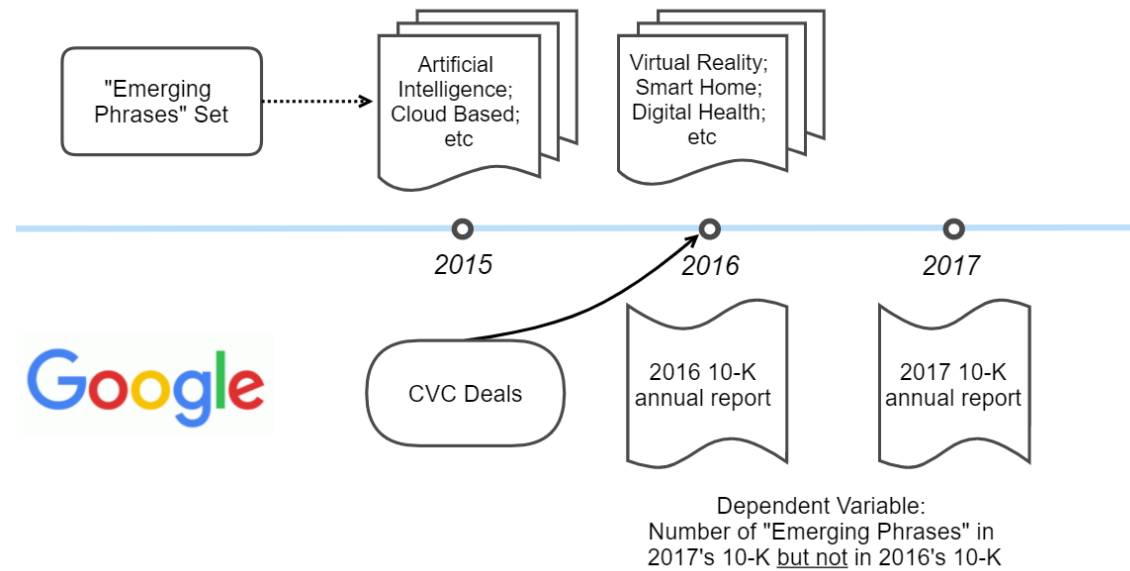 "Emerging
Phrases" Set
Artificial
Intelligence;
Cloud Based;
etc
Virtual Reality;
Smart Home;
Digital Health;
etc
2015
2016
2017
Google
CVC Deals
2016 10-K
annual report
2017 10-K
annual report
Dependent Variable:
Number of "Emerging Phrases" in
2017's 10-K but not in 2016's 10-K